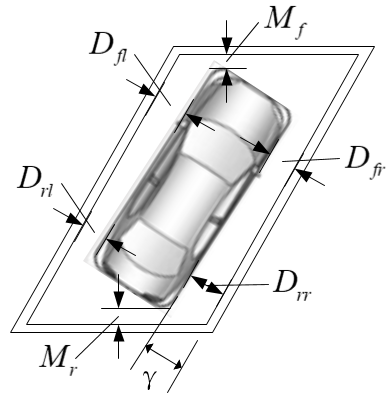 M_f
D_fl
D_fr
D_rl
D_rr
M_r
γ